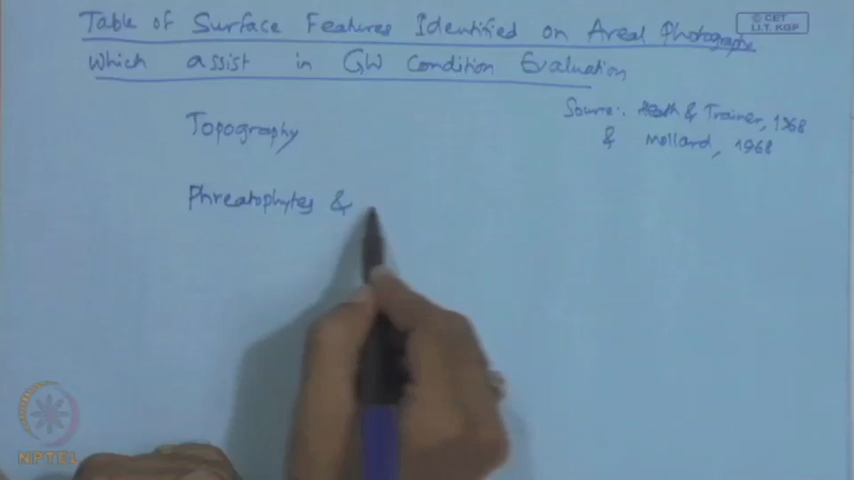 Table of Surface Features Identified on Areal Photographs
© CET
I.I.T. KGP
Which assist in GW Condition Evaluation
Source:. Heath & Trainer, 1968
& Mollard, 1968
Topography
Phreatophytes &
NPTEL